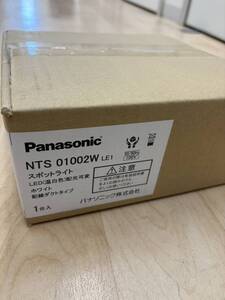 Panasonic
NTS 01002W LE1
スポットライト
LED(温白色)配光可変
ホワイト
配線ダクトタイプ
⚠注意
1台入
パナソニック株式会社